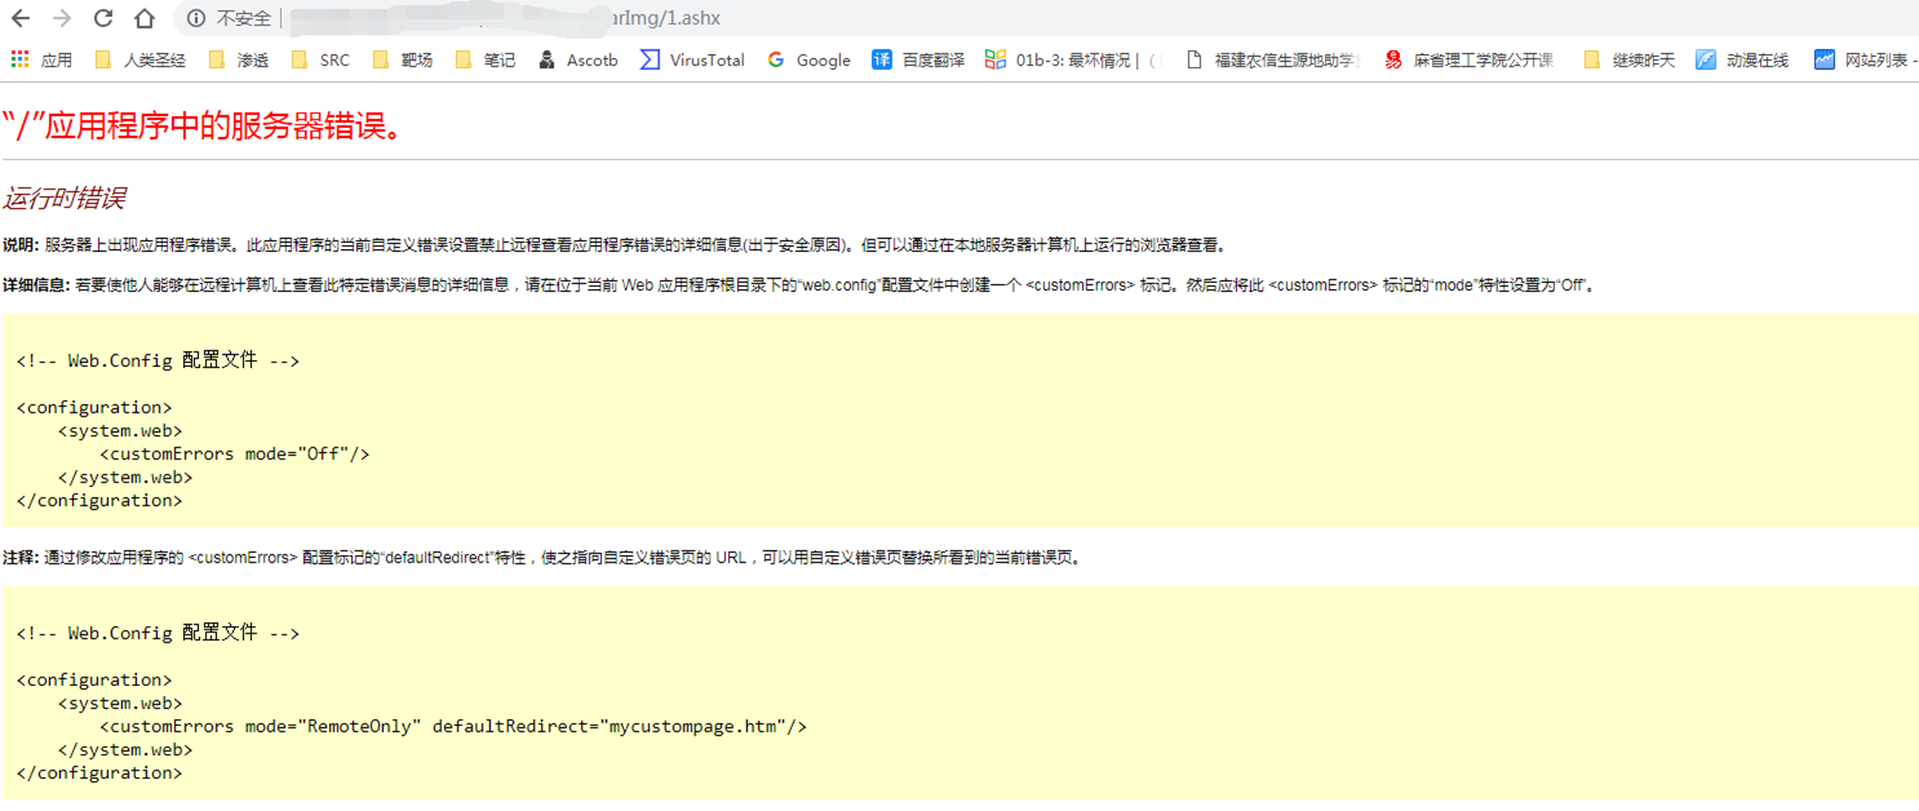 不安全 | arImg/1.ashx
应用 人类圣经 渗透 SRC 靶场 笔记 Ascotb VirusTotal Google 百度翻译 01b-3: 最坏情况 | ( 福建农信生源地助学 麻省理工学院公开课 继续昨天 动漫在线 网站列表 -
“/”应用程序中的服务器错误。
运行时错误
说明: 服务器上出现应用程序错误。此应用程序的当前自定义错误设置禁止远程查看应用程序错误的详细信息(出于安全原因)。但可以通过在本地服务器计算机上运行的浏览器查看。
详细信息: 若要使他人能够在远程计算机上查看此特定错误消息的详细信息，请在位于当前 Web 应用程序根目录下的“web.config”配置文件中创建一个 <customErrors> 标记。然后应将此 <customErrors> 标记的“mode”特性设置为“Off”。
<!-- Web.Config 配置文件 -->
<configuration>
<system.web>
<customErrors mode="Off"/>
</system.web>
</configuration>
注释: 通过修改应用程序的 <customErrors> 配置标记的“defaultRedirect”特性，使之指向自定义错误页的 URL，可以用自定义错误页替换所看到的当前错误页。
<!-- Web.Config 配置文件 -->
<configuration>
<system.web>
<customErrors mode="RemoteOnly" defaultRedirect="mycustompage.htm"/>
</system.web>
</configuration>